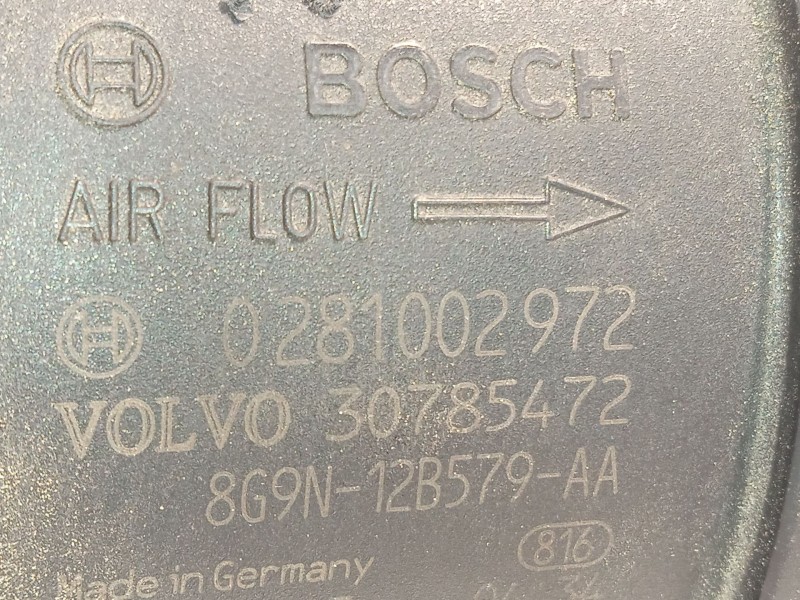 BOSCH
AIR FLOW
0281002972
VOLVO 30785472
8G9N-12B579-AA
816
Made in Germany